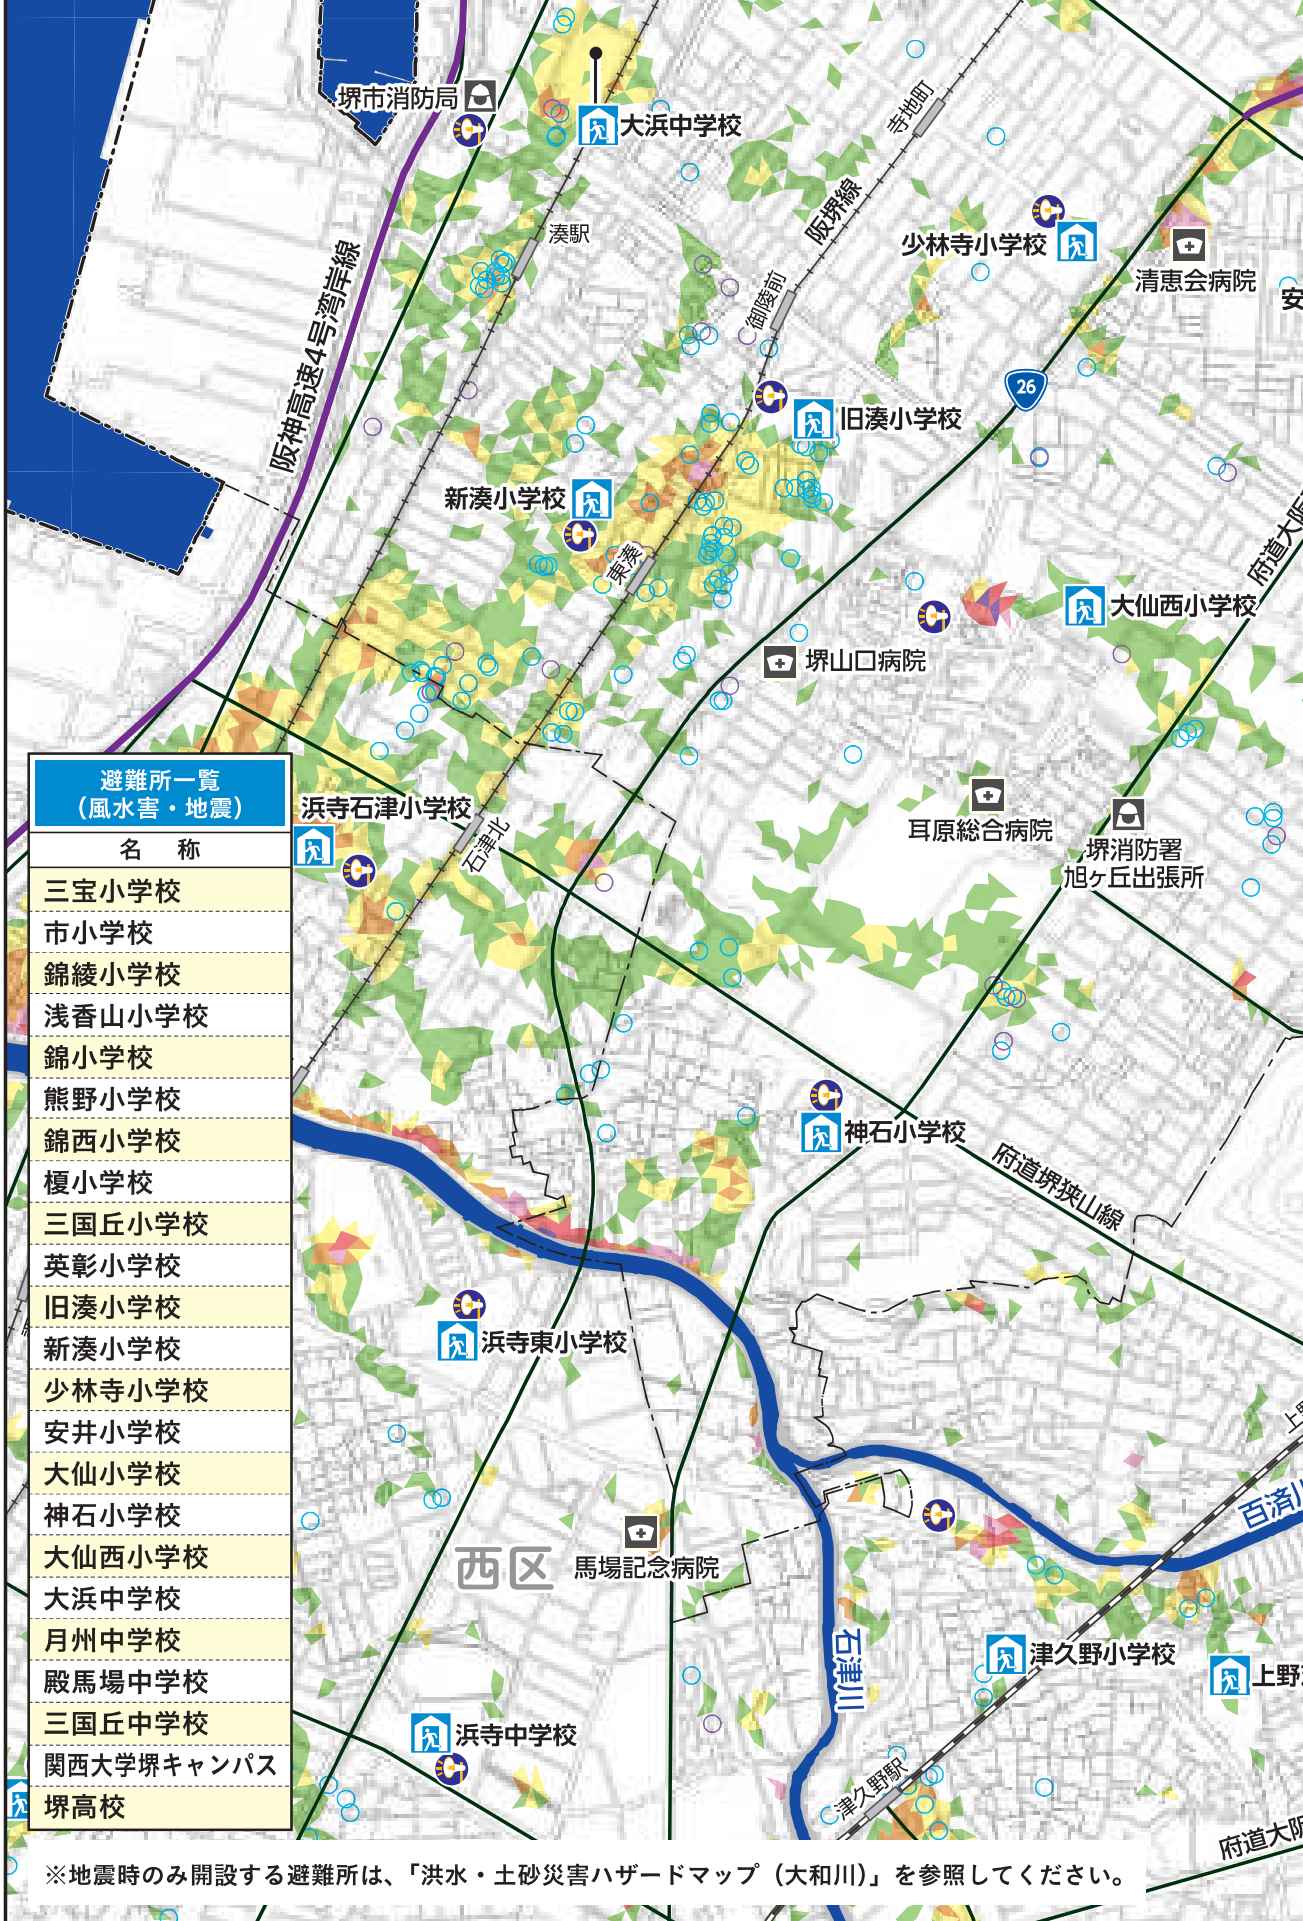 堺市消防局
大浜中学校
寺地町
阪堺線
少林寺小学校
清恵会病院
安
湊駅
阪神高速4号湾岸線
御陵前
26
旧湊小学校
新湊小学校
東湊
府道大阪
大仙西小学校
堺山口病院
避難所一覧
（風水害・地震）
名 称
三宝小学校
市小学校
錦綾小学校
浅香山小学校
錦小学校
熊野小学校
錦西小学校
榎小学校
三国丘小学校
英彰小学校
旧湊小学校
新湊小学校
少林寺小学校
安井小学校
大仙小学校
神石小学校
大仙西小学校
大浜中学校
月州中学校
殿馬場中学校
三国丘中学校
関西大学堺キャンパス
堺高校
浜寺石津小学校
石津北
耳原総合病院
堺消防署
旭ヶ丘出張所
神石小学校
府道堺狭山線
浜寺東小学校
上野
百済川
西区
馬場記念病院
石津川
津久野小学校
上野
浜寺中学校
津久野駅
府道大阪
※地震時のみ開設する避難所は、「洪水・土砂災害ハザードマップ（大和川）」を参照してください。